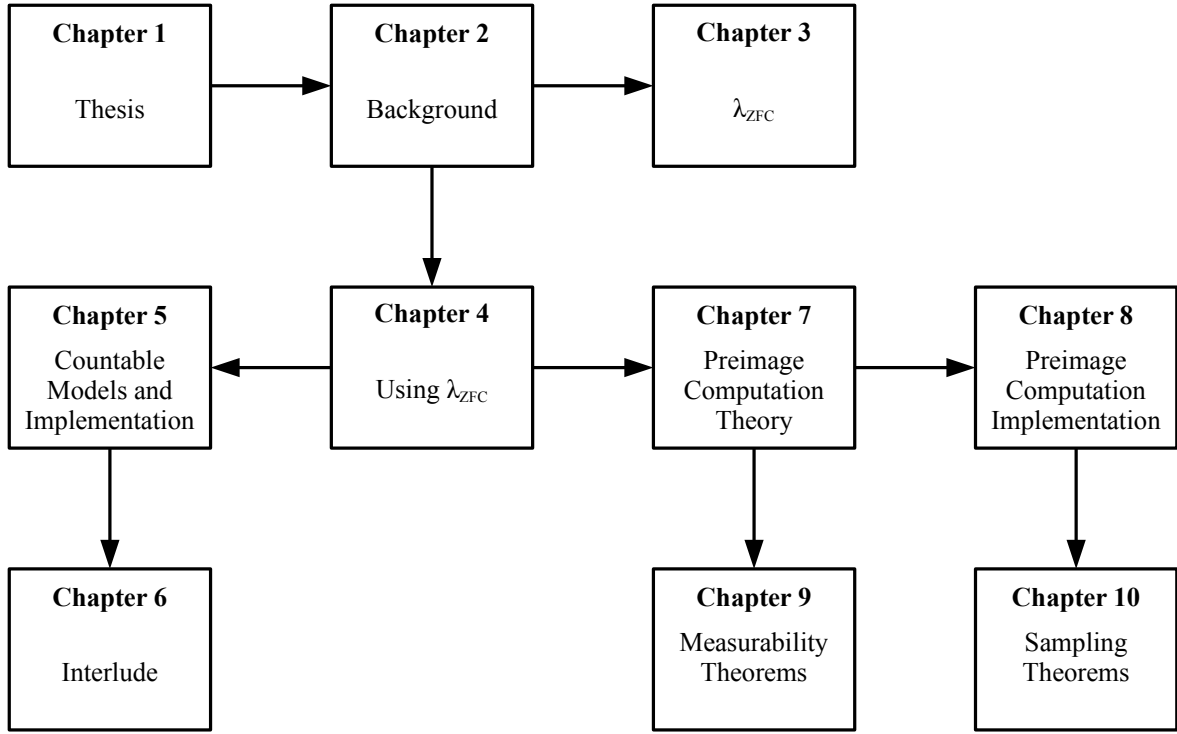 Chapter 1
Thesis
Chapter 2
Background
Chapter 3
λZFC
Chapter 5
Countable
Models and
Implementation
Chapter 4
Using λZFC
Chapter 7
Preimage
Computation
Theory
Chapter 8
Preimage
Computation
Implementation
Chapter 6
Interlude
Chapter 9
Measurability
Theorems
Chapter 10
Sampling
Theorems